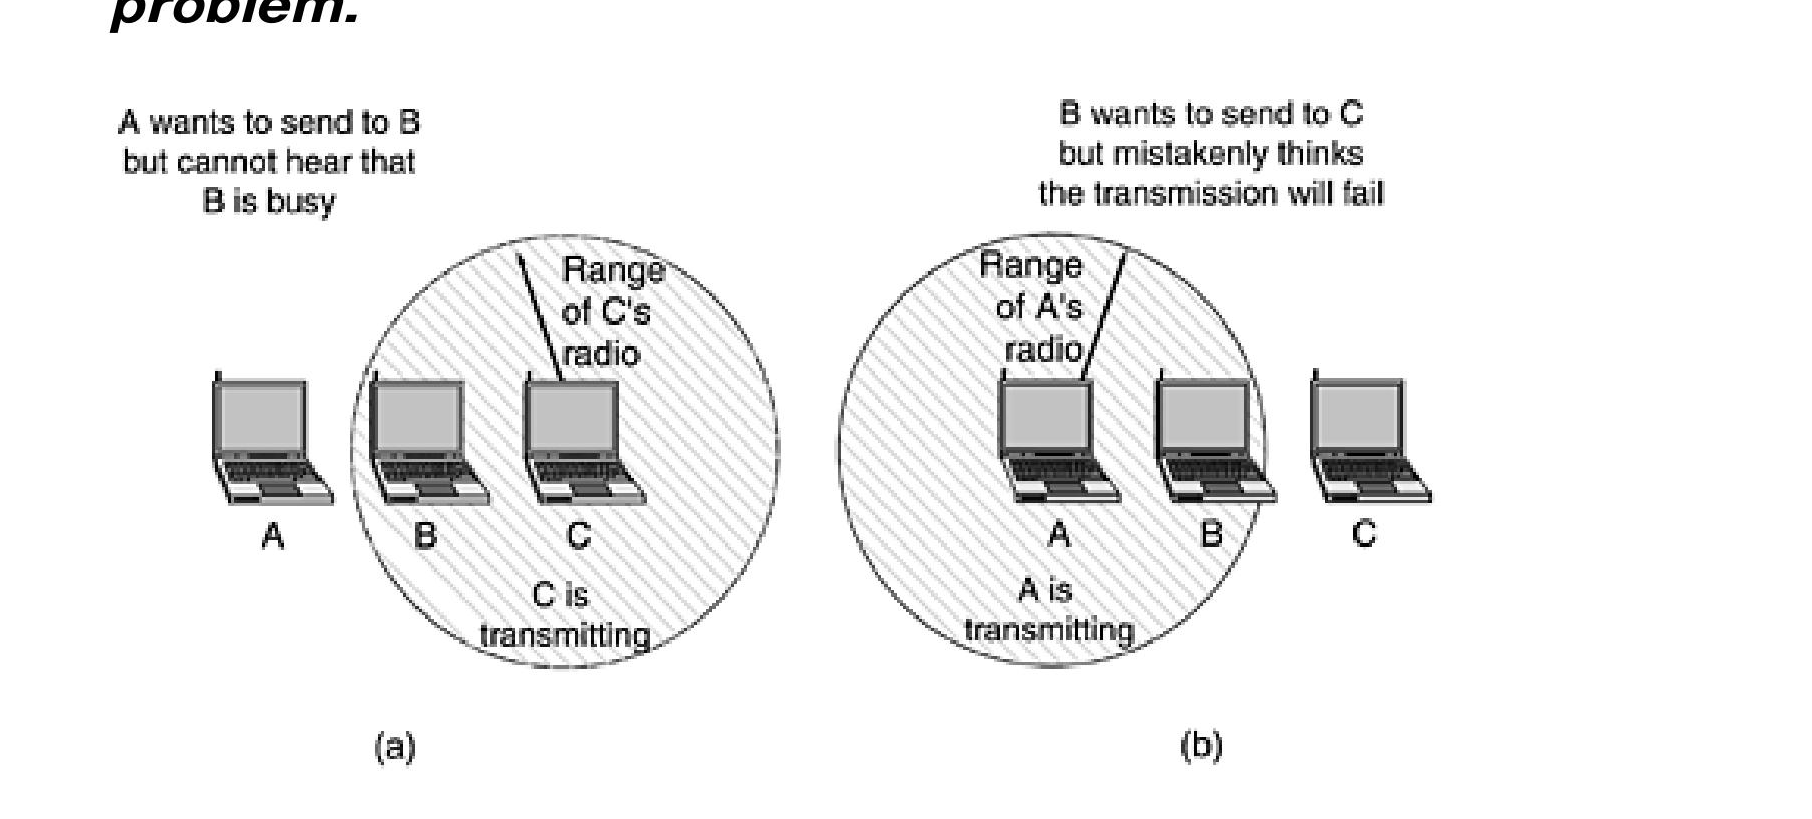 problem.
A wants to send to B
but cannot hear that
B is busy
Range
of C's
radio
A
B
C
C is
transmitting
(a)
B wants to send to C
but mistakenly thinks
the transmission will fail
Range
of A's
radio
A
B
C
A is
transmitting
(b)